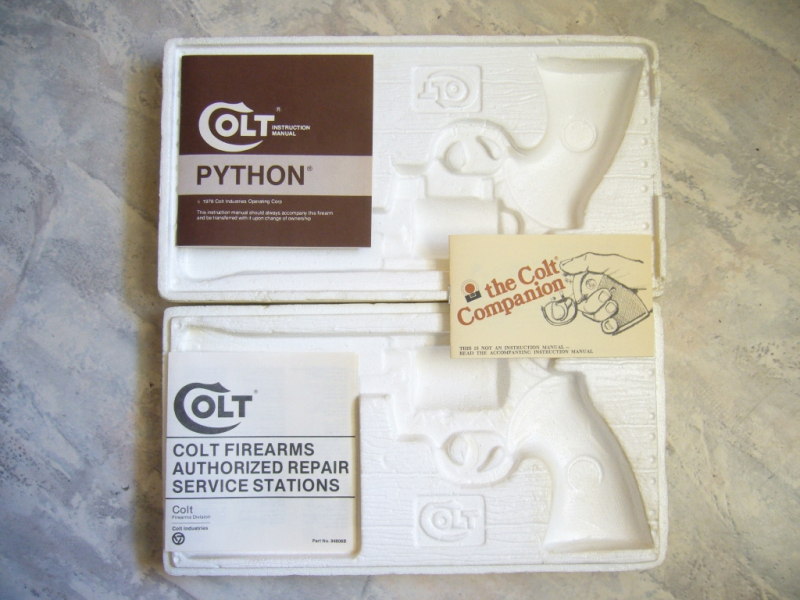 COLT®
INSTRUCTION
MANUAL
PYTHON®
© 1978 Colt Industries Operating Corp
This instruction manual should always accompany this firearm
and be transferred with it upon change of ownership
COLT
the Colt®
Companion
THIS IS NOT AN INSTRUCTION MANUAL –
READ THE ACCOMPANYING INSTRUCTION MANUAL
COLT®
COLT FIREARMS
AUTHORIZED REPAIR
SERVICE STATIONS
Colt
Firearms Division
Colt Industries
Part No.
COLT